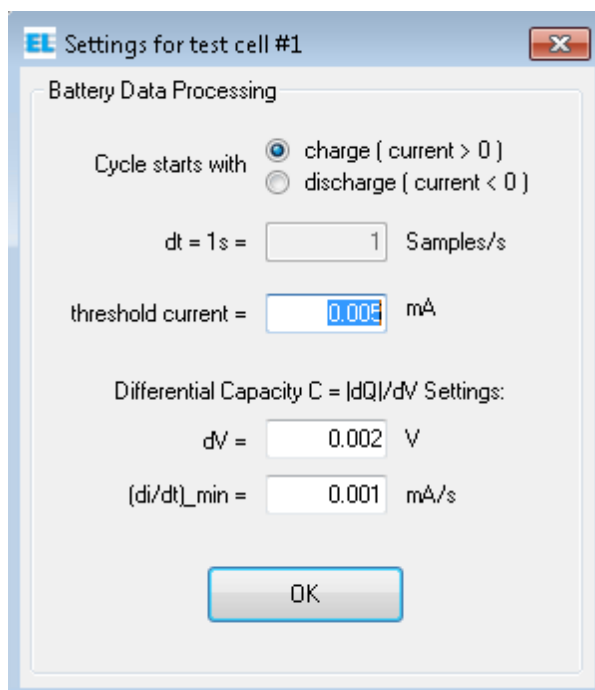 EL Settings for test cell #1
Battery Data Processing
Cycle starts with
charge ( current > 0 )
discharge ( current < 0 )
dt = 1s = 1 Samples/s
threshold current = 0.005 mA
Differential Capacity C = |dQ|/dV Settings:
dV = 0.002 V
(di/dt)_min = 0.001 mA/s
OK